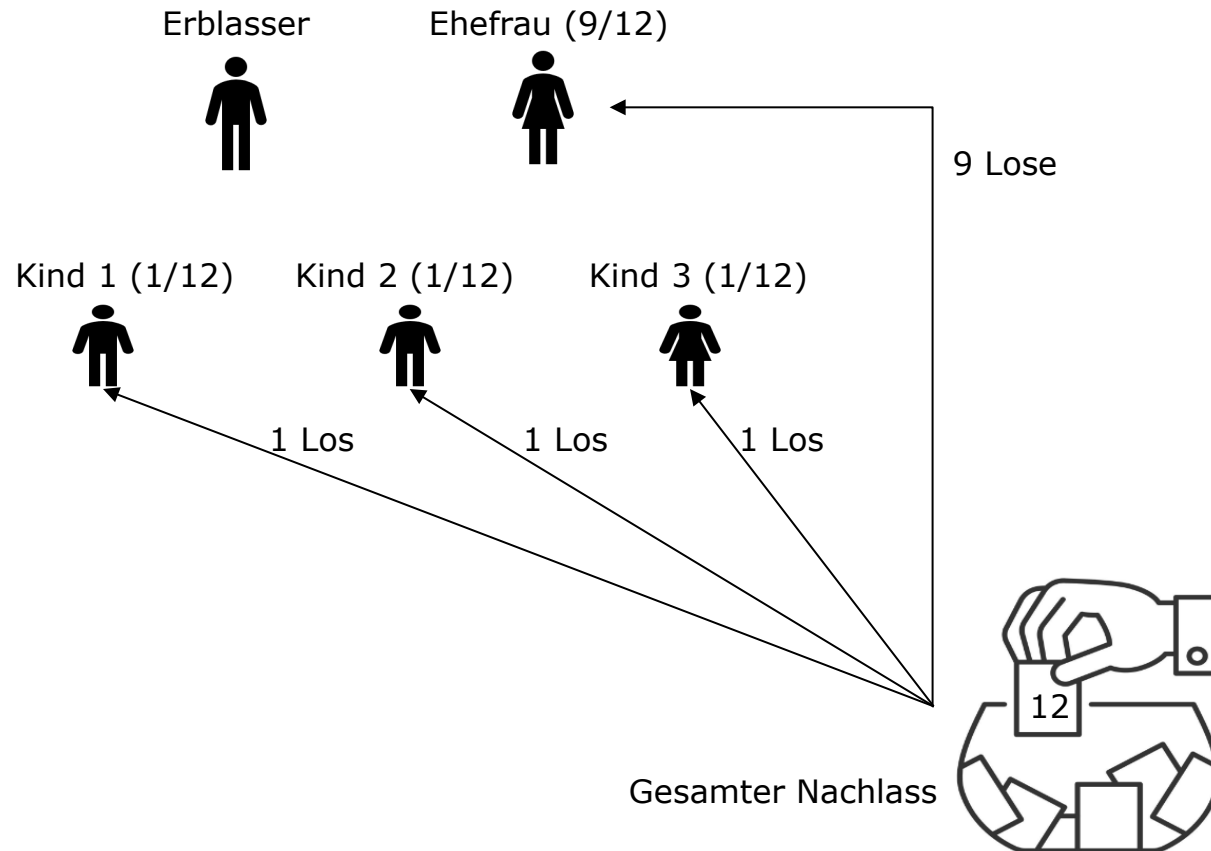 Erblasser
Ehefrau (9/12)
9 Lose
Kind 1 (1/12)
Kind 2 (1/12)
Kind 3 (1/12)
1 Los
1 Los
1 Los
12
Gesamter Nachlass